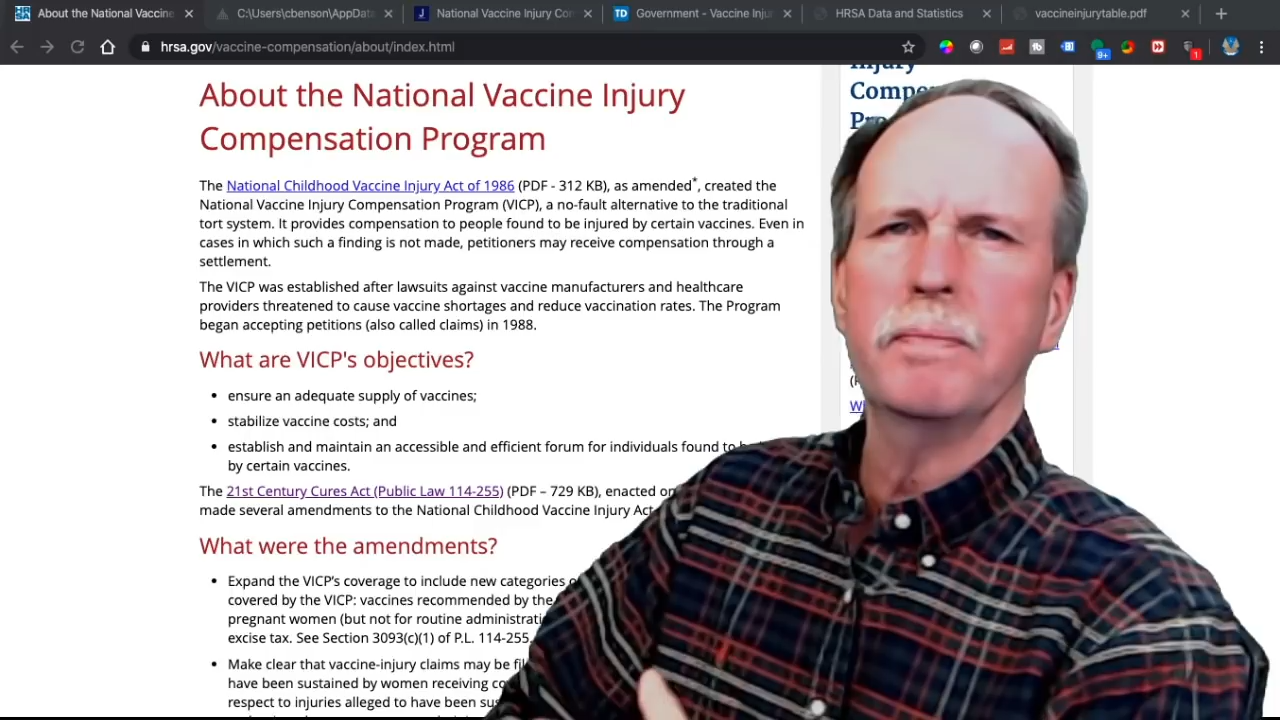 About the National Vaccine
C:\Users\cbenson\AppData
National Vaccine Injury Co
Government - Vaccine Inju
HRSA Data and Statistics
vaccineinjurytable.pdf
hrsa.gov/vaccine-compensation/about/index.html
9+
1
About the National Vaccine Injury
Compensation Program
The National Childhood Vaccine Injury Act of 1986 (PDF - 312 KB), as amended*, created the
National Vaccine Injury Compensation Program (VICP), a no-fault alternative to the traditional
tort system. It provides compensation to people found to be injured by certain vaccines. Even in
cases in which such a finding is not made, petitioners may receive compensation through a
settlement.
The VICP was established after lawsuits against vaccine manufacturers and healthcare
providers threatened to cause vaccine shortages and reduce vaccination rates. The Program
began accepting petitions (also called claims) in 1988.
What are VICP's objectives?
ensure an adequate supply of vaccines;
stabilize vaccine costs; and
establish and maintain an accessible and efficient forum for individuals found to
by certain vaccines.
The 21st Century Cures Act (Public Law 114-255) (PDF – 729 KB), enacted on
made several amendments to the National Childhood Vaccine Injury Act
What were the amendments?
Expand the VICP's coverage to include new categories
covered by the VICP: vaccines recommended by the
pregnant women (but not for routine
excise tax. See Section 3093(c)(1) of P.L. 114-255.
Make clear that vaccine-injury claims may be
have been sustained by women receiving
respect to injuries alleged to have been
Injury